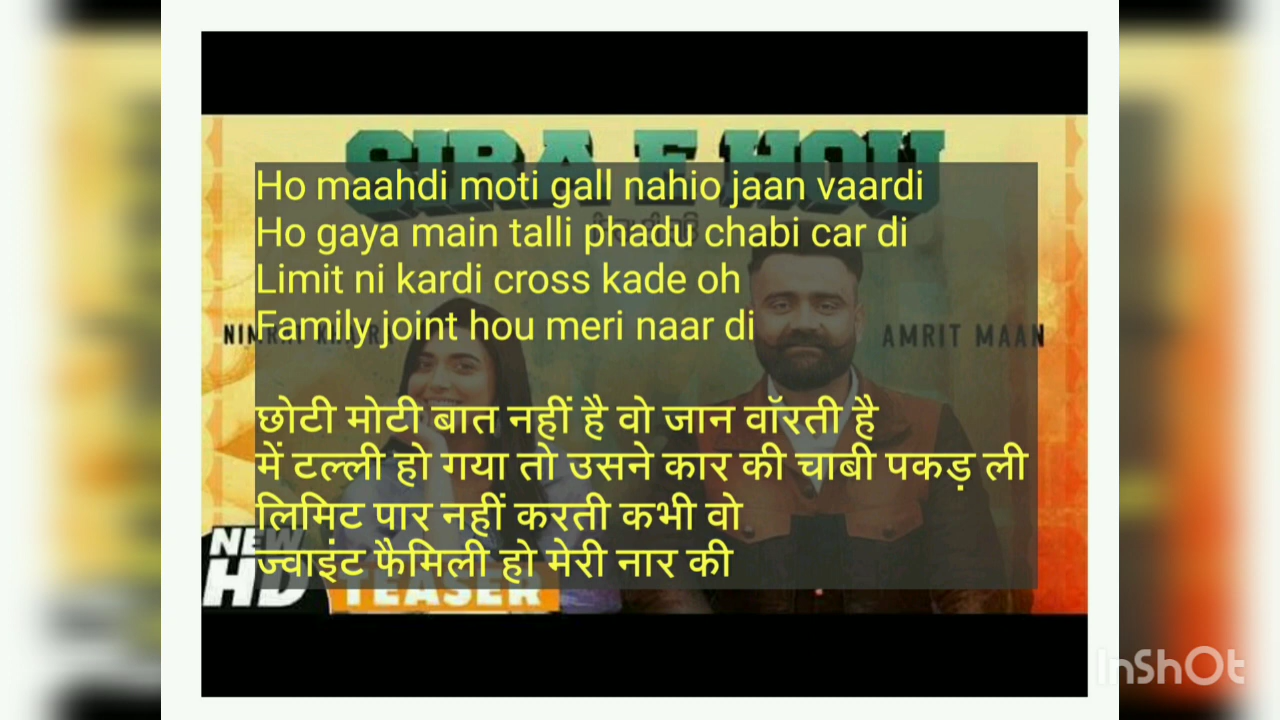 SIRA E HOU
Ho maahdi moti gall nahio jaan vaardi
Ho gaya main talli phadu chabi car di
Limit ni kardi cross kade oh
Family joint hou meri naar di
AMRIT MAAN
छोटी मोटी बात नहीं है वो जान वॉरती है
में टल्ली हो गया तो उसने कार की चाबी पकड़ ली
लिमिट पार नहीं करती कभी वो
ज्वाइंट फैमिली हो मेरी नार की
NEW
HD
TEASER
InShOt